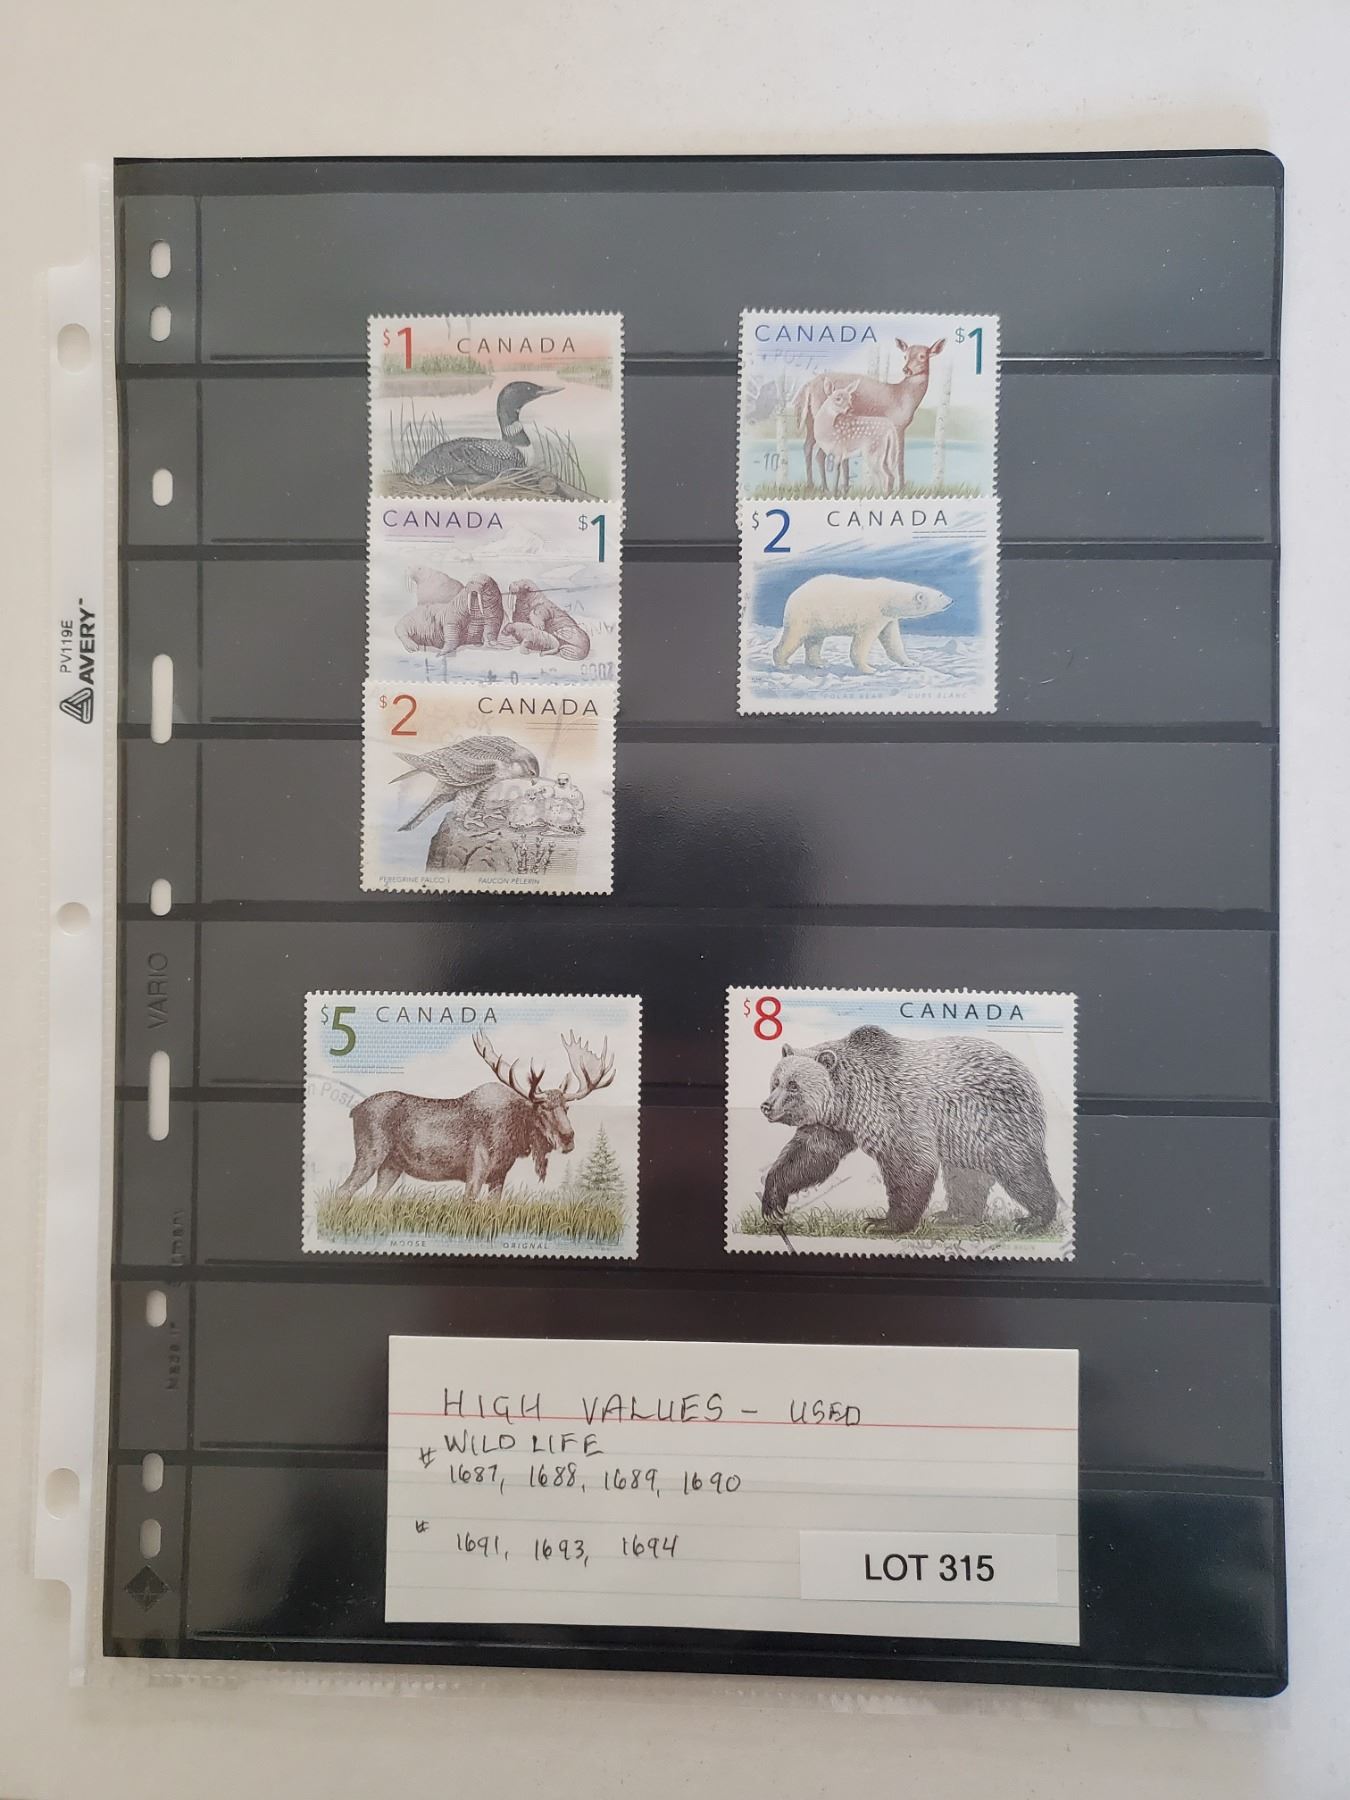 $1 CANADA
CANADA $1
CANADA $1
$2 CANADA
POLAR BEAR OURS BLANC
$2 CANADA
PEREGRINE FALCON FAUCON PÈLERIN
$5 CANADA
MOOSE ORIGNAL
$8 CANADA
PV119E
AVERY™
VARIO
HIGH VALUES - USED
WILD LIFE
# 1687, 1688, 1689, 1690
# 1691, 1693, 1694
LOT 315